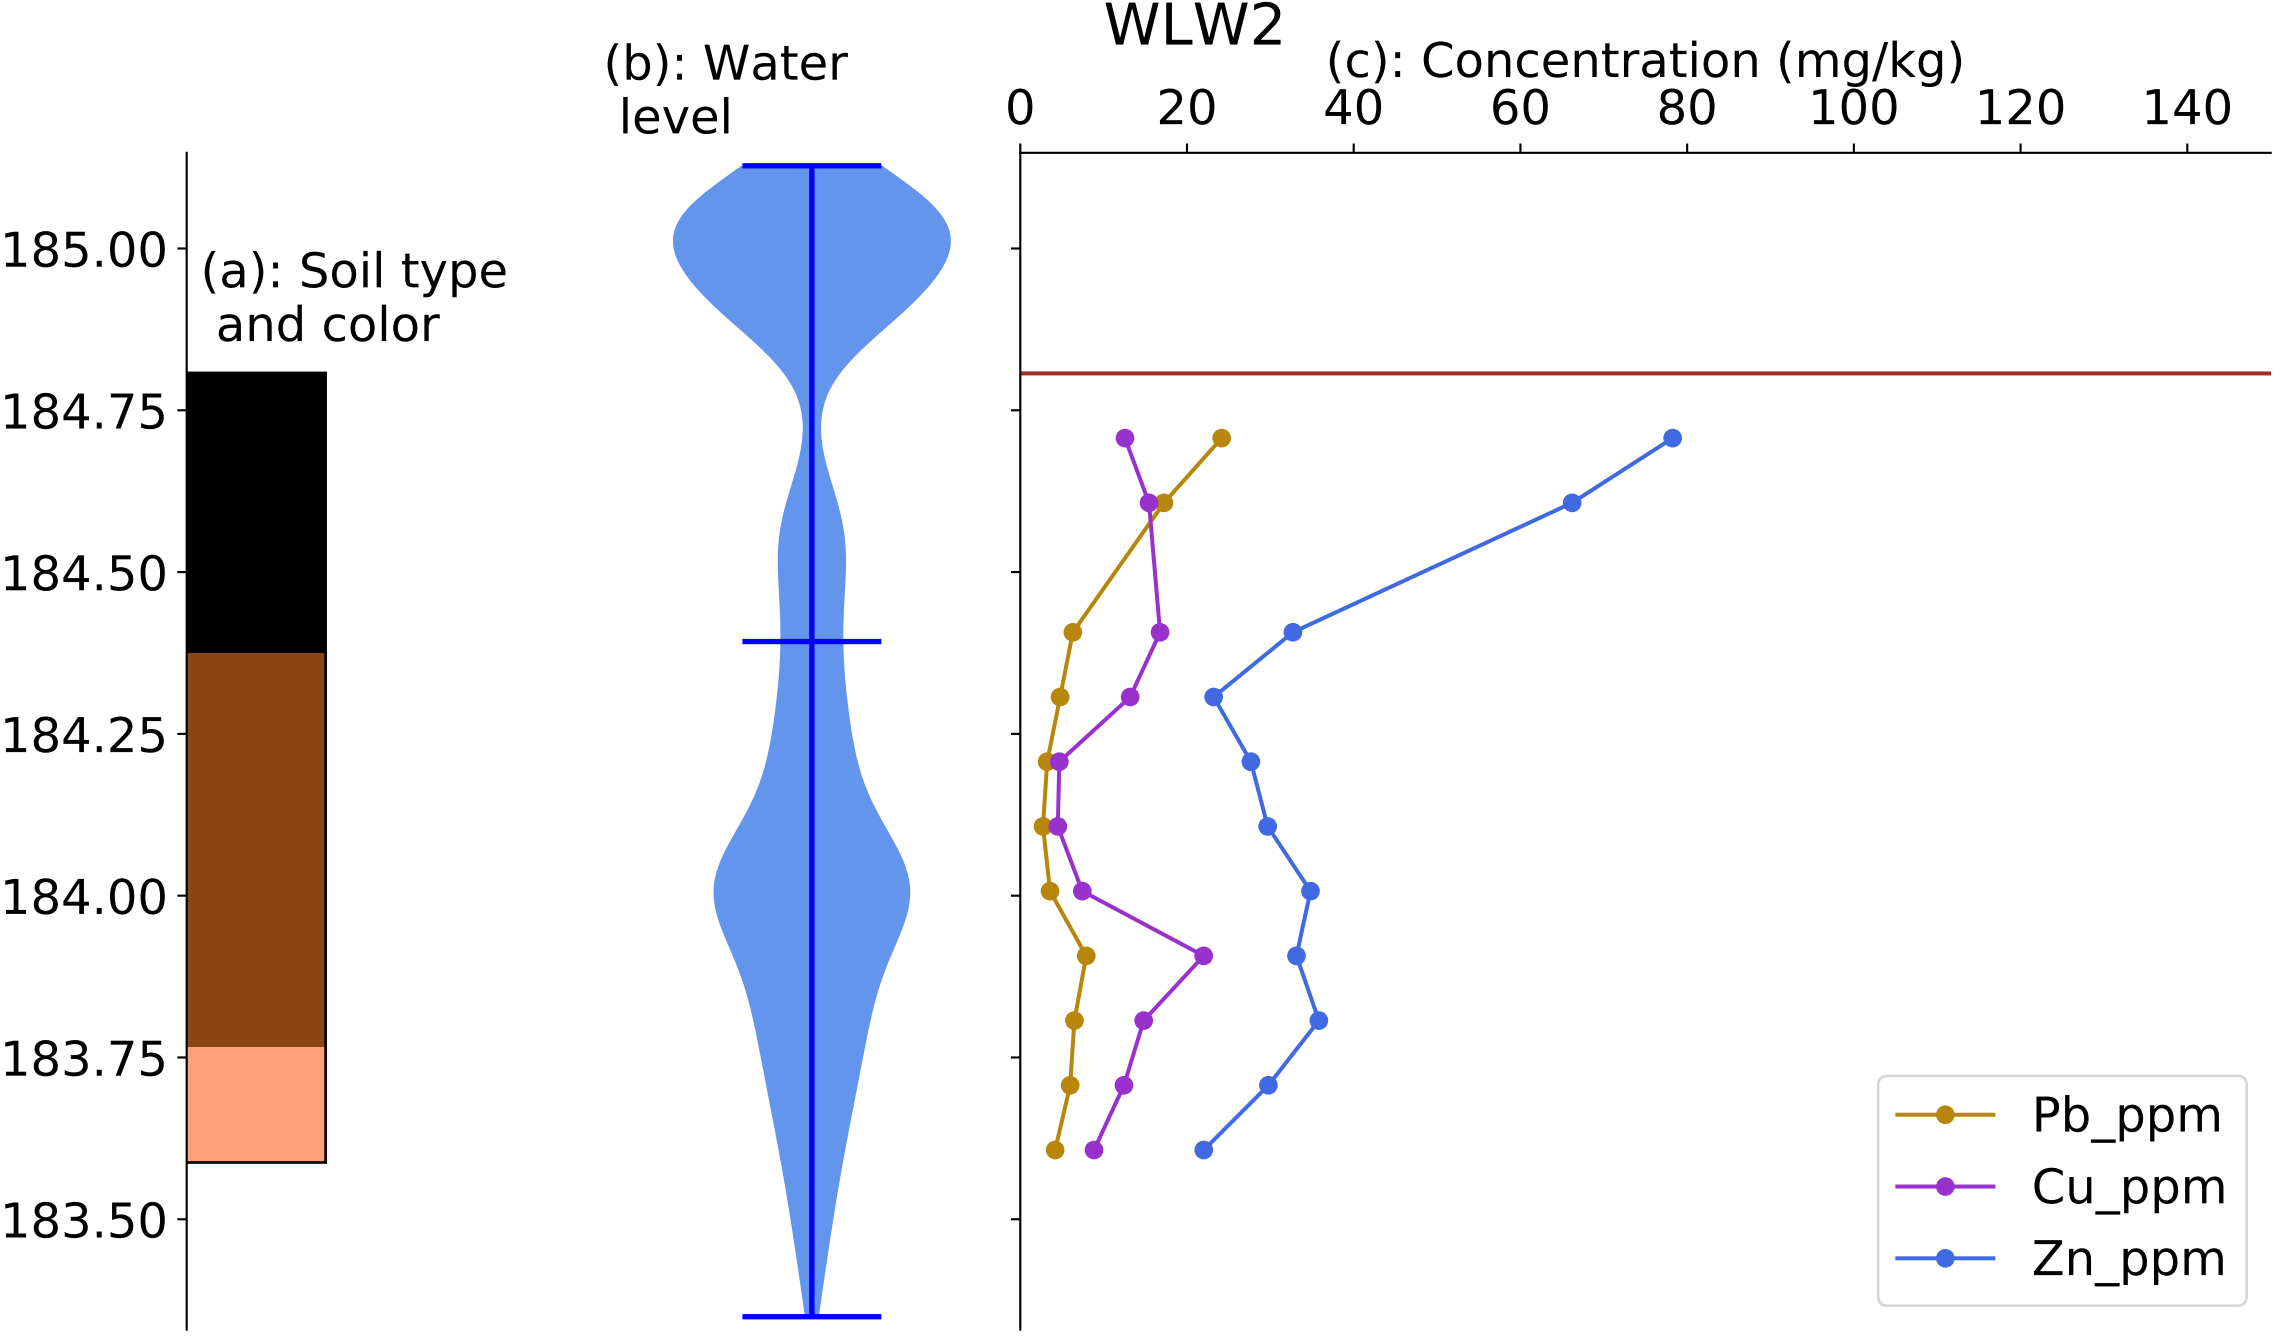 WLW2
(b): Water
level
(c): Concentration (mg/kg)
0 20 40 60 80 100 120 140
185.00
(a): Soil type
and color
184.75
184.50
184.25
184.00
183.75
183.50
Pb_ppm
Cu_ppm
Zn_ppm